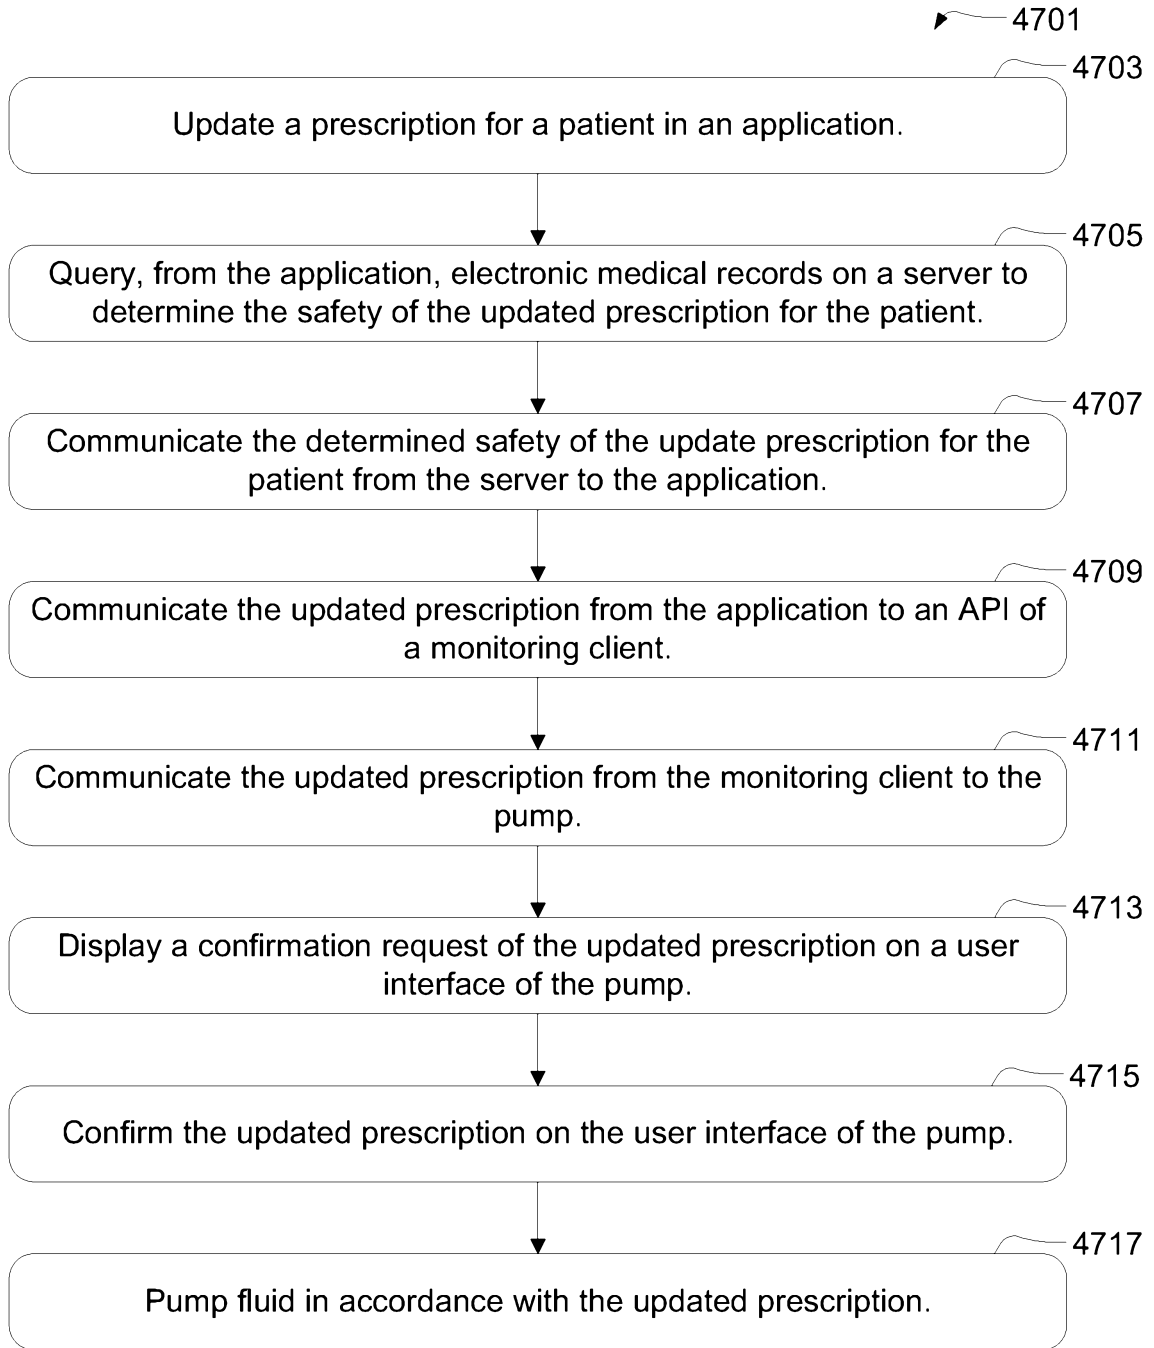 4701
4703
Update a prescription for a patient in an application.
4705
Query, from the application, electronic medical records on a server to
determine the safety of the updated prescription for the patient.
4707
Communicate the determined safety of the update prescription for the
patient from the server to the application.
4709
Communicate the updated prescription from the application to an API of
a monitoring client.
4711
Communicate the updated prescription from the monitoring client to the
pump.
4713
Display a confirmation request of the updated prescription on a user
interface of the pump.
4715
Confirm the updated prescription on the user interface of the pump.
4717
Pump fluid in accordance with the updated prescription.